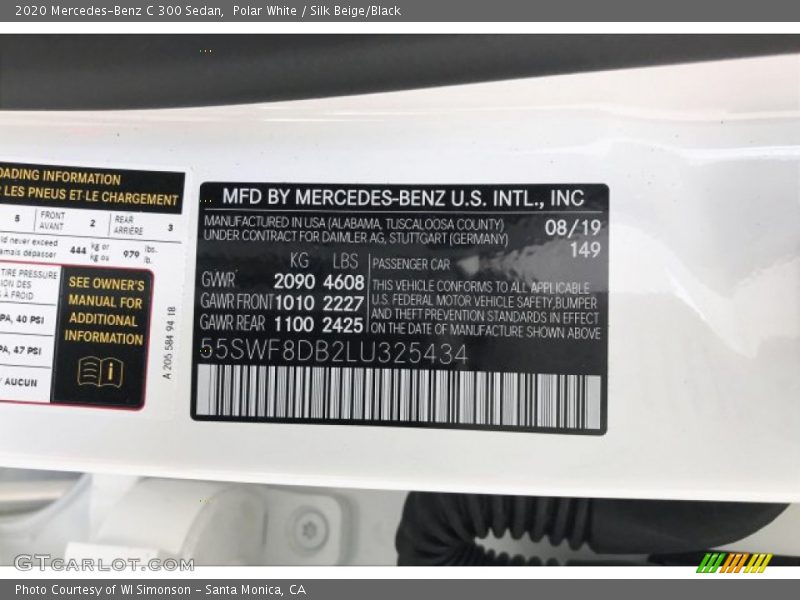 2020 Mercedes-Benz C 300 Sedan, Polar White / Silk Beige/Black
OADING INFORMATION
LES PNEUS ET LE CHARGEMENT
5 FRONT AVANT 2 REAR ARRIÈRE 3
ld never exceed
amais dépasser 444 kg or kg ou 979 lbs. lb.
TIRE PRESSURE
ION DES
À FROID
PA, 40 PSI
PA, 47 PSI
/ AUCUN
SEE OWNER'S
MANUAL FOR
ADDITIONAL
INFORMATION
A 205 584 94 18
MFD BY MERCEDES-BENZ U.S. INTL., INC
MANUFACTURED IN USA (ALABAMA, TUSCALOOSA COUNTY)
UNDER CONTRACT FOR DAIMLER AG, STUTTGART (GERMANY)
08/19
149
KG LBS
GVWR 2090 4608
GAWR FRONT 1010 2227
GAWR REAR 1100 2425
PASSENGER CAR
THIS VEHICLE CONFORMS TO ALL APPLICABLE
U.S. FEDERAL MOTOR VEHICLE SAFETY, BUMPER
AND THEFT PREVENTION STANDARDS IN EFFECT
ON THE DATE OF MANUFACTURE SHOWN ABOVE
55SWF8DB2LU325434
GTCARLOT.COM
Photo Courtesy of WI Simonson - Santa Monica, CA